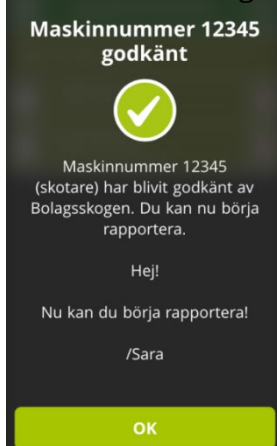 Maskinnummer 12345
godkänt
Maskinnummer 12345
(skotare) har blivit godkänt av
Bolagsskogen. Du kan nu börja
rapportera.
Hej!
Nu kan du börja rapportera!
/Sara
OK